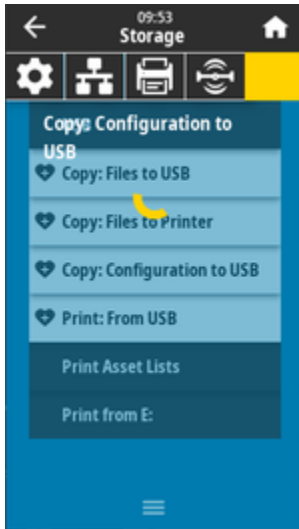 09:53
Storage
Copy: Configuration to
USB
Copy: Files to USB
Copy: Files to Printer
Copy: Configuration to USB
Print: From USB
Print Asset Lists
Print from E: